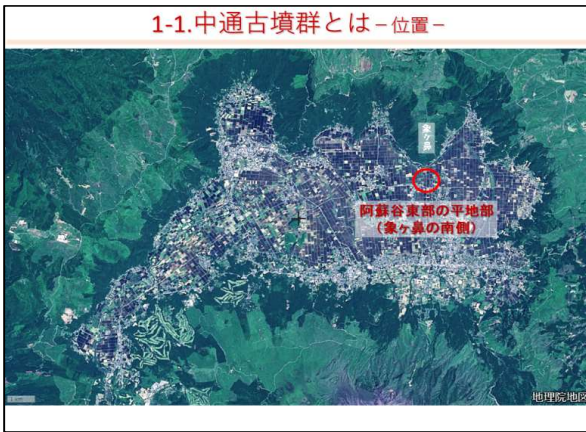 1-1.中通古墳群とは－位置－
象ヶ鼻
阿蘇谷東部の平地部
（象ヶ鼻の南側）
地理院地図